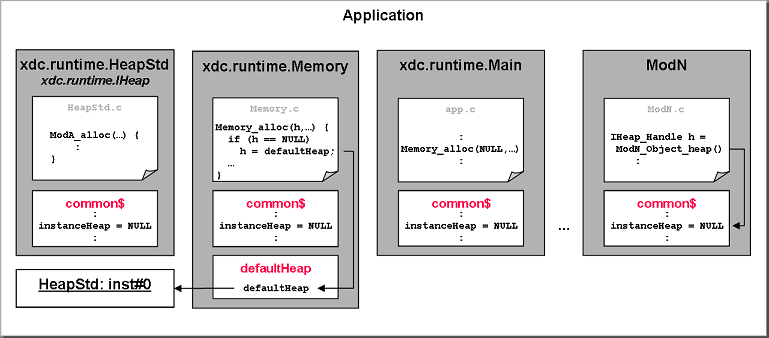 Application
xdc.runtime.HeapStd
xdc.runtime.IHeap
HeapStd.c
ModA_alloc(…) {
:
}
common$
:
instanceHeap = NULL
:
HeapStd: inst#0
xdc.runtime.Memory
Memory.c
Memory_alloc(h,…) {
if (h == NULL)
h = defaultHeap;
…
}
common$
:
instanceHeap = NULL
:
defaultHeap
defaultHeap
xdc.runtime.Main
app.c
:
Memory_alloc(NULL,…)
:
common$
:
instanceHeap = NULL
:
…
ModN
ModN.c
IHeap_Handle h =
ModN_Object_heap()
:
common$
:
instanceHeap = NULL
: